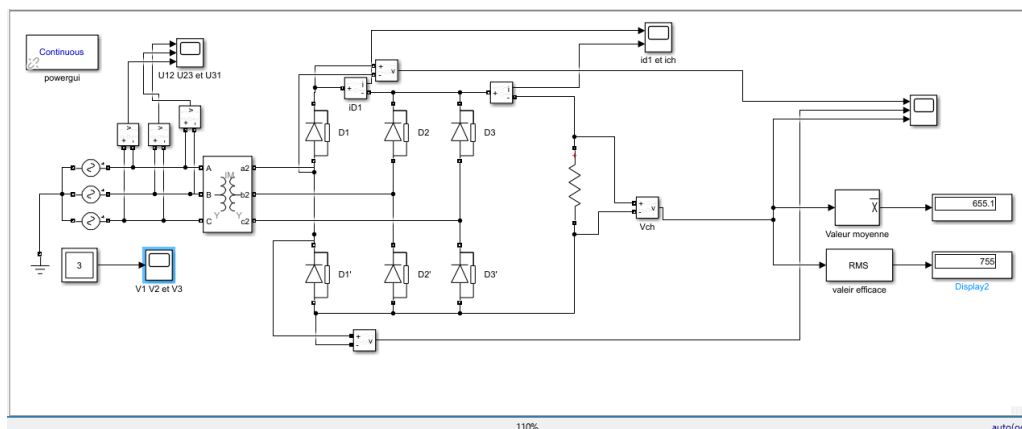 Continuous
powergui
U12 U23 et U31
id1 et ich
v
+
-
i
+
-
iD1
i
+
-
D1
D2
D3
v
+
-
v
+
-
v
+
-
A
B
C
a2
b2
c2
Y
Y
+
-
v
Vch
X
Valeur moyenne
655.1
RMS
valeir efficace
755
Display2
3
V1 V2 et V3
D1'
D2'
D3'
+
-
v
110%